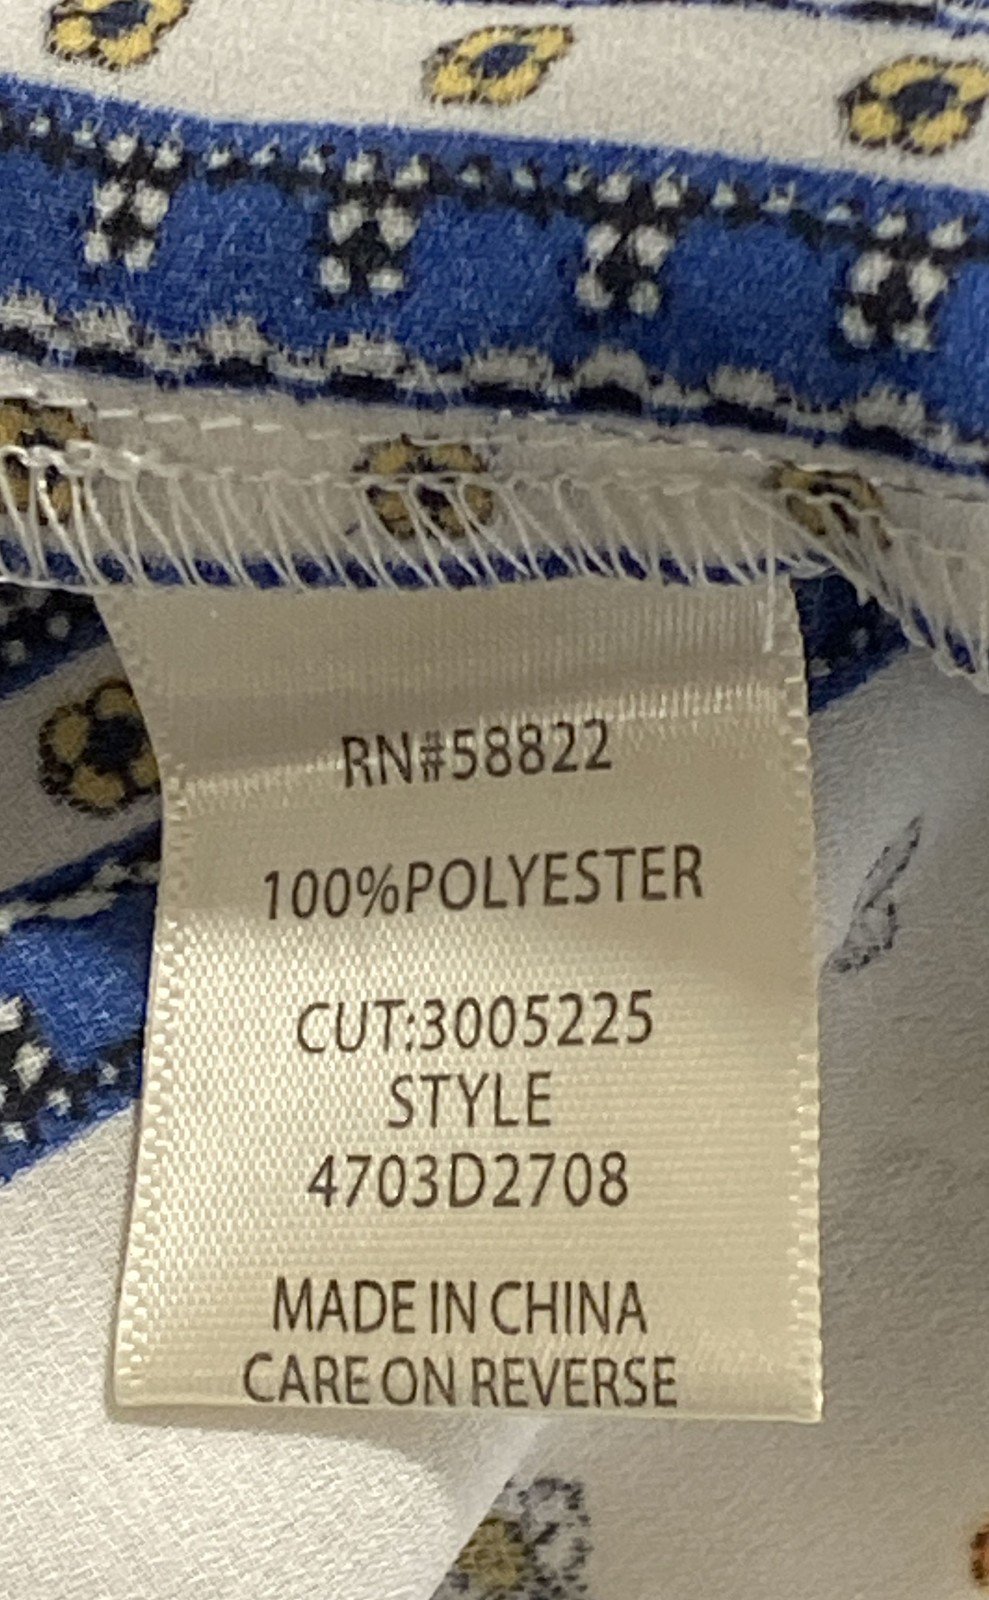 RN#58822
100%POLYESTER
CUT:3005225
STYLE
4703D2708
MADE IN CHINA
CARE ON REVERSE